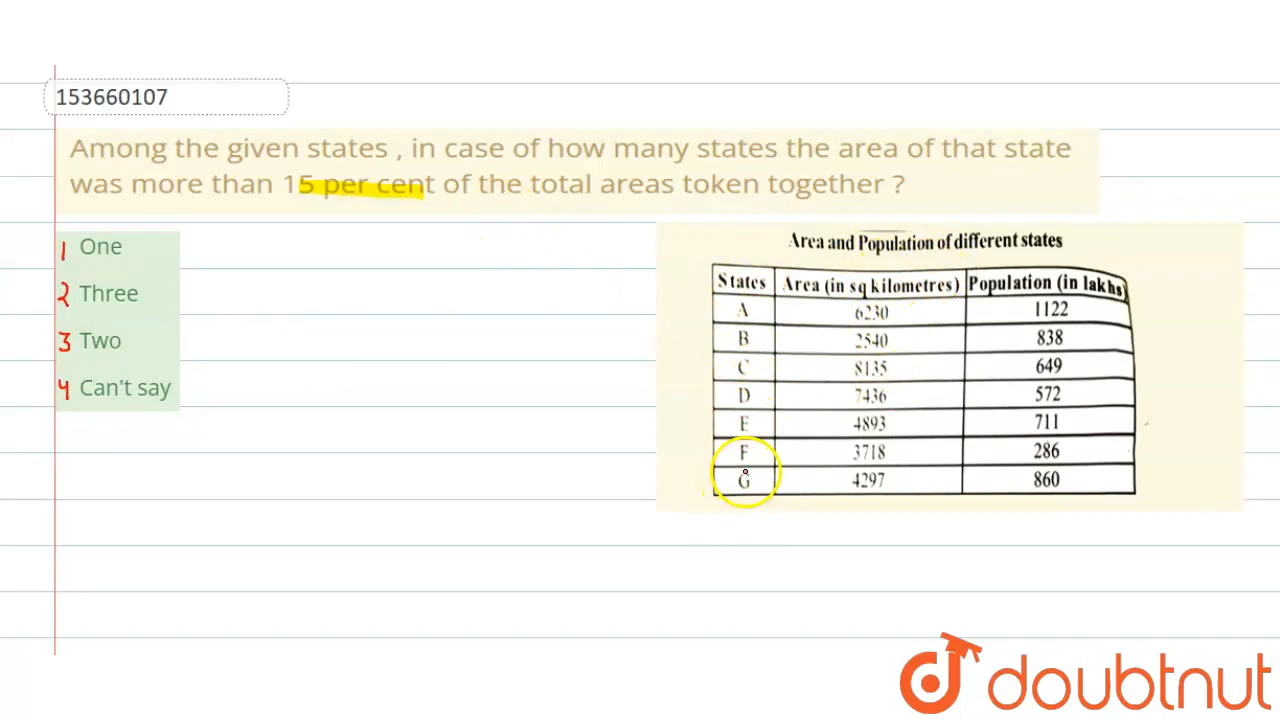 153660107
Among the given states , in case of how many states the area of that state
was more than 15 per cent of the total areas token together ?
1 One
2 Three
3 Two
4 Can't say
Area and Population of different states
States Area (in sq kilometres) Population (in lakhs)
A 6230 1122
B 2540 838
C 8135 649
D 7436 572
E 4893 711
F 3718 286
G 4297 860
doubtnut